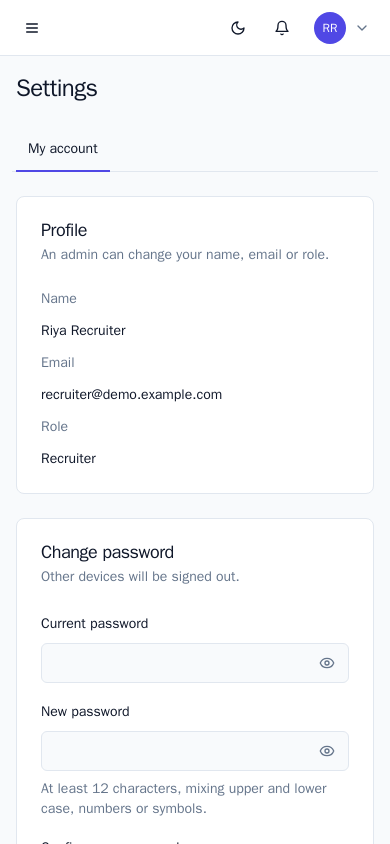 RR
Settings
My account
Profile
An admin can change your name, email or role.
Name
Riya Recruiter
Email
recruiter@demo.example.com
Role
Recruiter
Change password
Other devices will be signed out.
Current password
New password
At least 12 characters, mixing upper and lower
case, numbers or symbols.